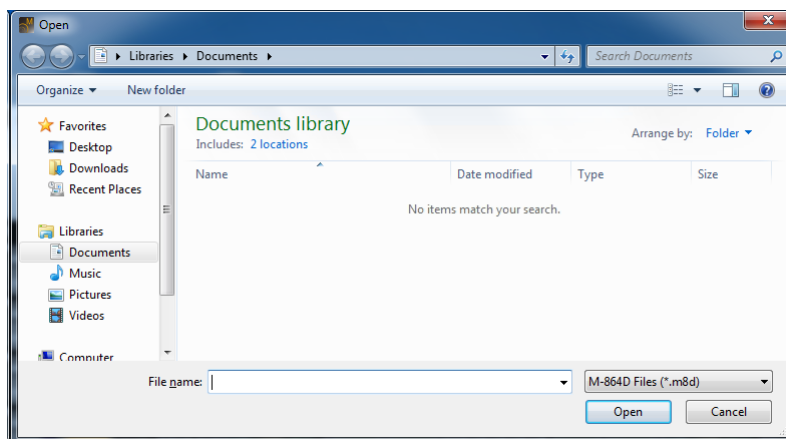 Open
Libraries Documents
Search Documents
Organize New folder
Favorites
Desktop
Downloads
Recent Places
Libraries
Documents
Music
Pictures
Videos
Computer
Documents library
Includes: 2 locations
Arrange by: Folder
Name Date modified Type Size
No items match your search.
File name: M-864D Files (*.m8d)
Open Cancel